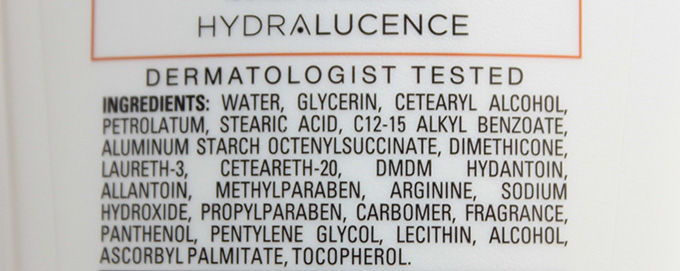 HYDRALUCENCE
DERMATOLOGIST TESTED
INGREDIENTS: WATER, GLYCERIN, CETEARYL ALCOHOL,
PETROLATUM, STEARIC ACID, C12-15 ALKYL BENZOATE,
ALUMINUM STARCH OCTENYLSUCCINATE, DIMETHICONE,
LAURETH-3, CETEARETH-20, DMDM HYDANTOIN,
ALLANTOIN, METHYLPARABEN, ARGININE, SODIUM
HYDROXIDE, PROPYLPARABEN, CARBOMER, FRAGRANCE,
PANTHENOL, PENTYLENE GLYCOL, LECITHIN, ALCOHOL,
ASCORBYL PALMITATE, TOCOPHEROL.